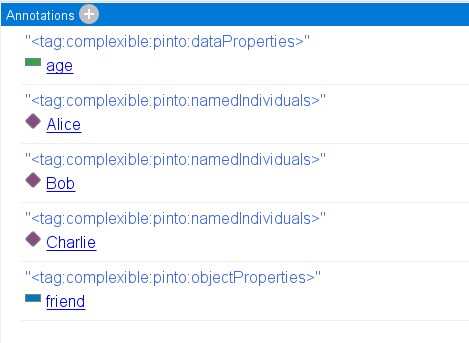 Annotations
"<tag:complexible:pinto:dataProperties>"
age
"<tag:complexible:pinto:namedIndividuals>"
Alice
"<tag:complexible:pinto:namedIndividuals>"
Bob
"<tag:complexible:pinto:namedIndividuals>"
Charlie
"<tag:complexible:pinto:objectProperties>"
friend